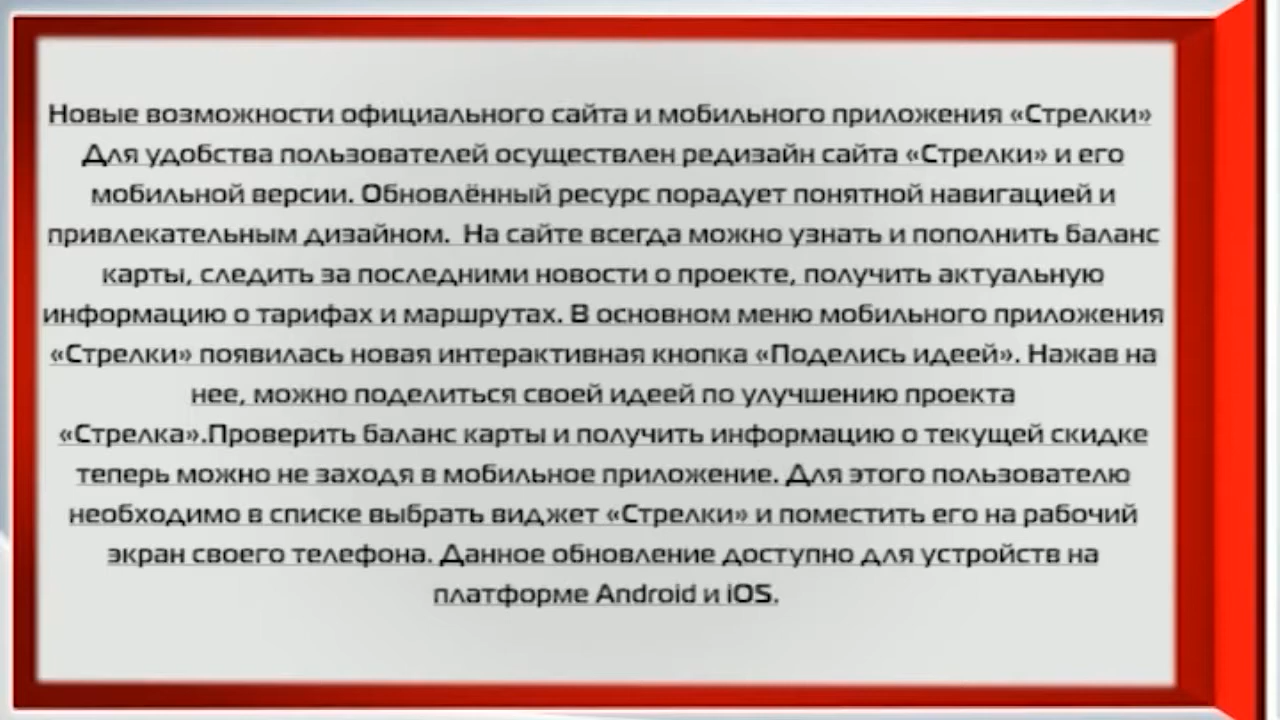 Новые возможности официального сайта и мобильного приложения «Стрелки»
Для удобства пользователей осуществлен редизайн сайта «Стрелки» и его
мобильной версии. Обновлённый ресурс порадует понятной навигацией и
привлекательным дизайном.  На сайте всегда можно узнать и пополнить баланс
карты, следить за последними новости о проекте, получить актуальную
информацию о тарифах и маршрутах. В основном меню мобильного приложения
«Стрелки» появилась новая интерактивная кнопка «Поделись идеей». Нажав на
нее, можно поделиться своей идеей по улучшению проекта
«Стрелка».Проверить баланс карты и получить информацию о текущей скидке
теперь можно не заходя в мобильное приложение. Для этого пользователю
необходимо в списке выбрать виджет «Стрелки» и поместить его на рабочий
экран своего телефона. Данное обновление доступно для устройств на
платформе Android и iOS.